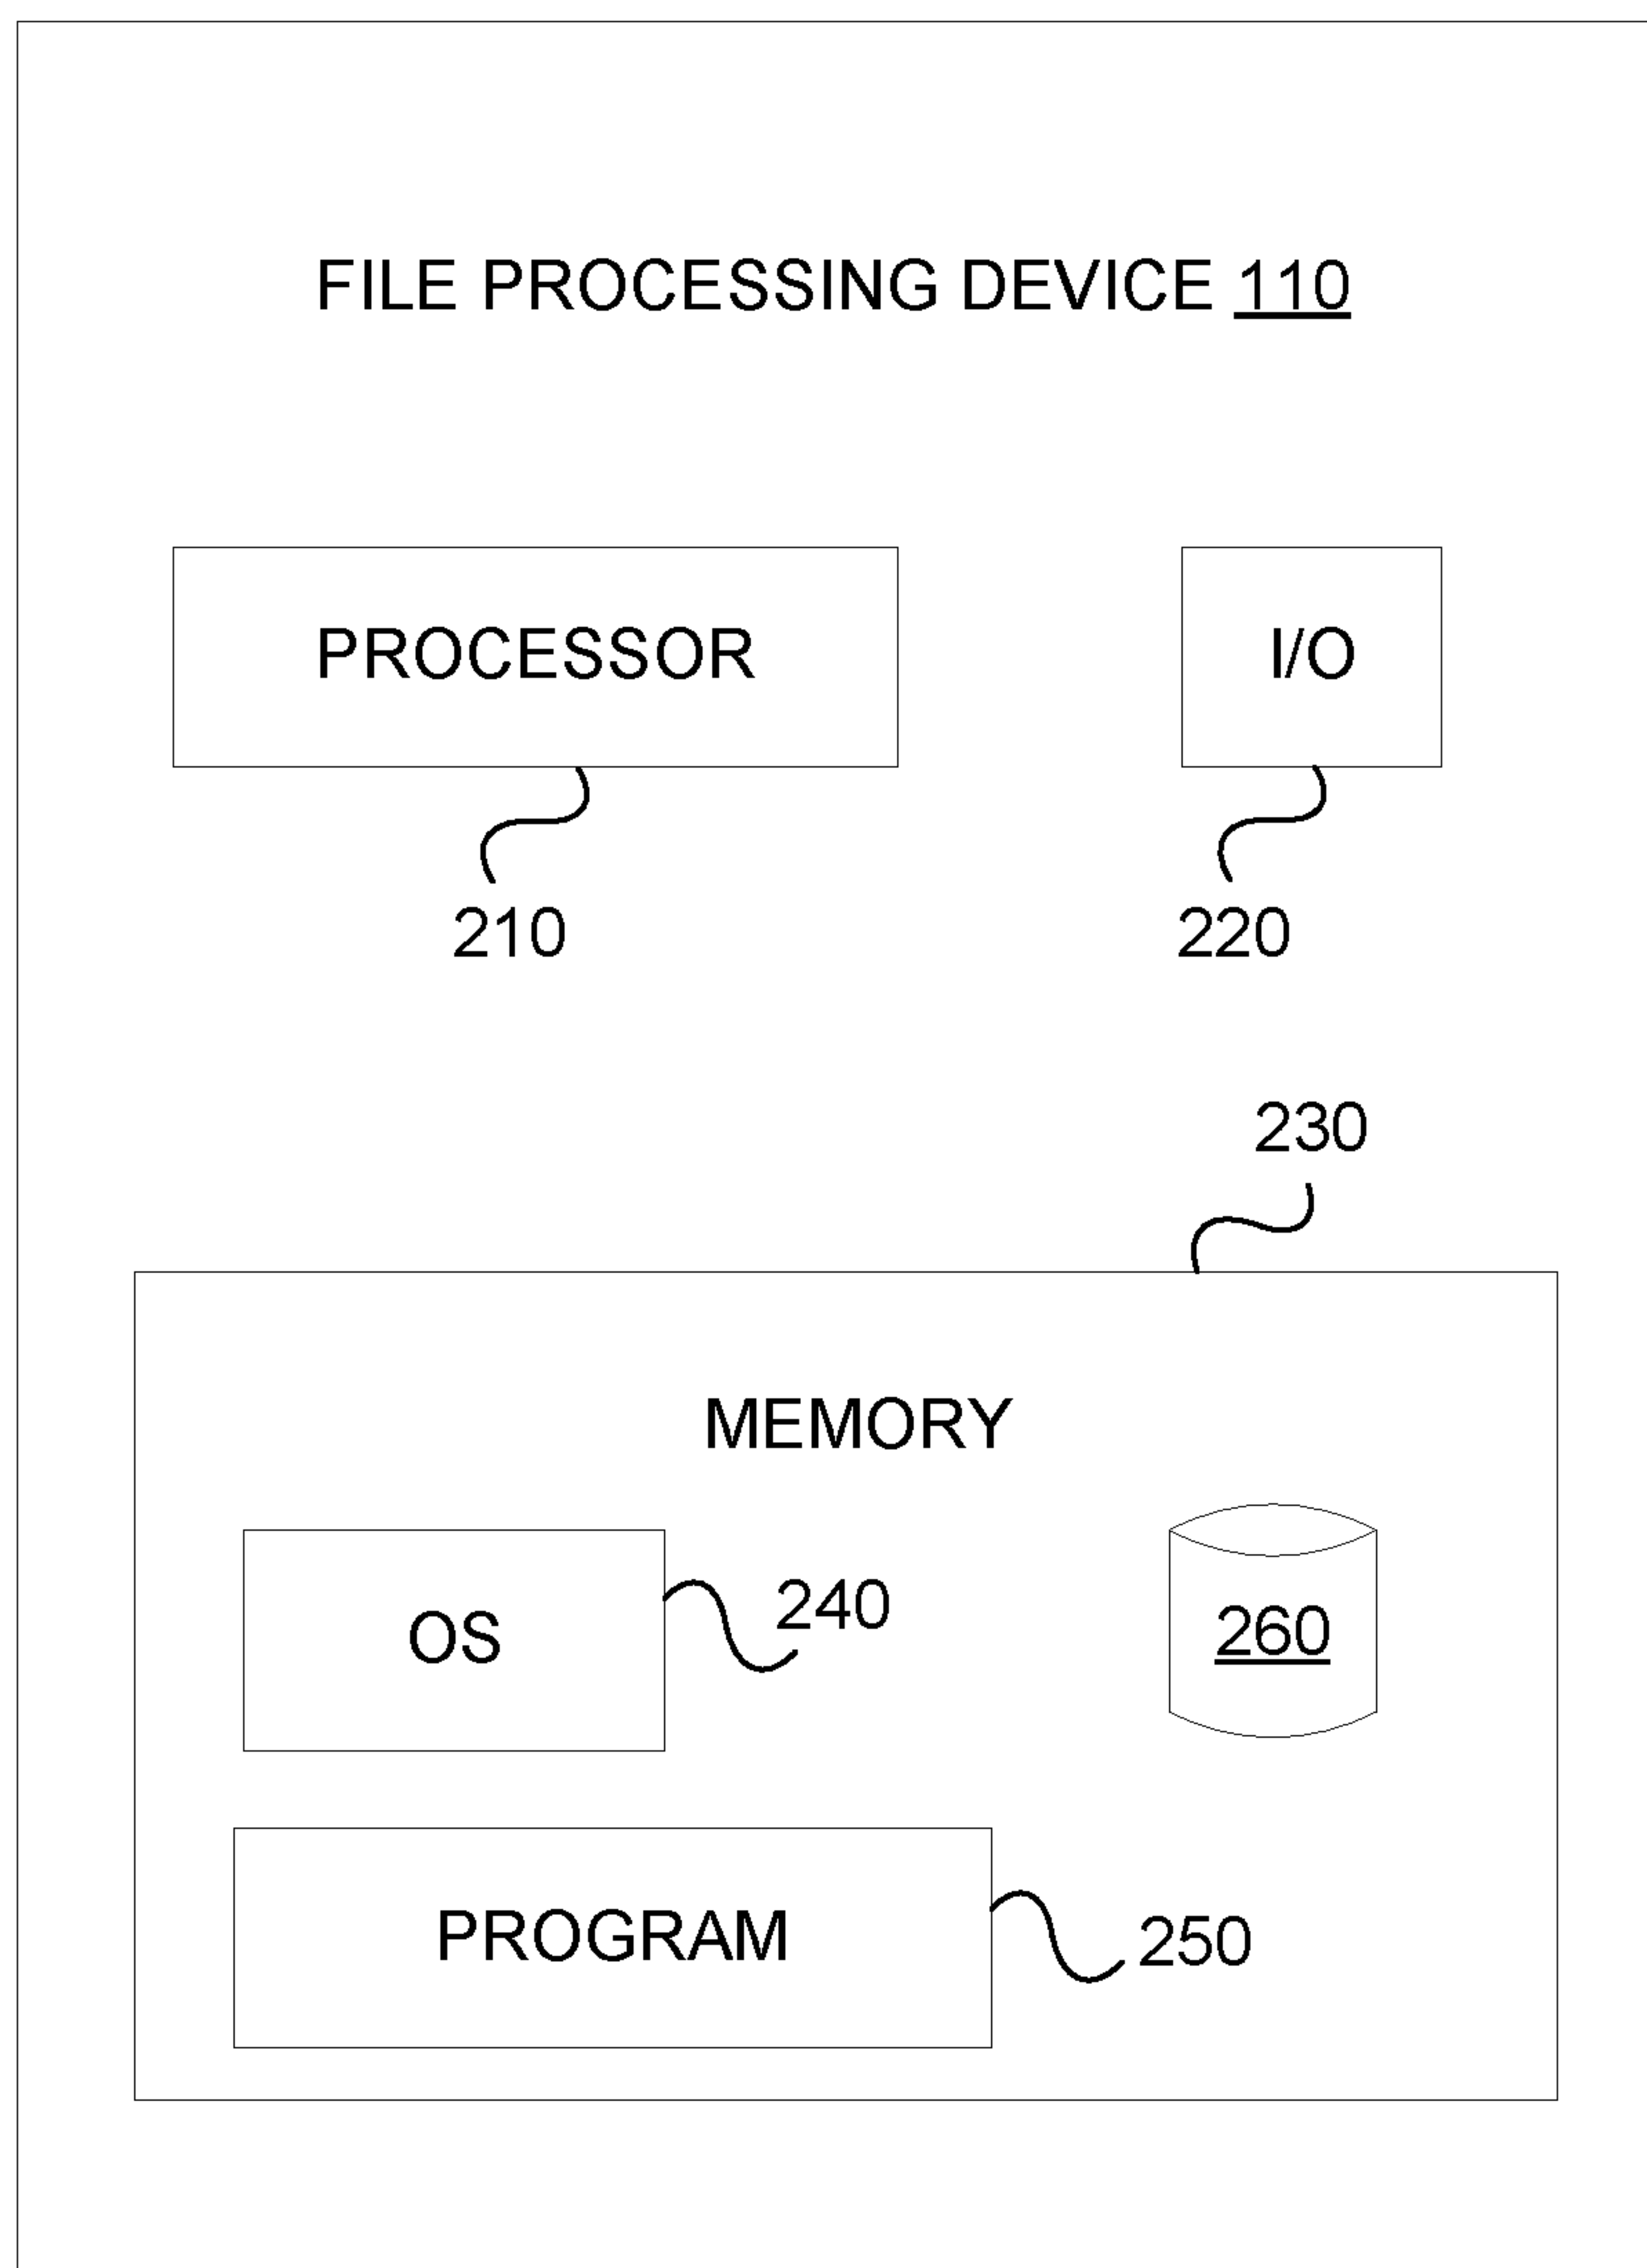 FILE PROCESSING DEVICE 110
PROCESSOR
I/O
210
220
230
MEMORY
OS
240
260
PROGRAM
250